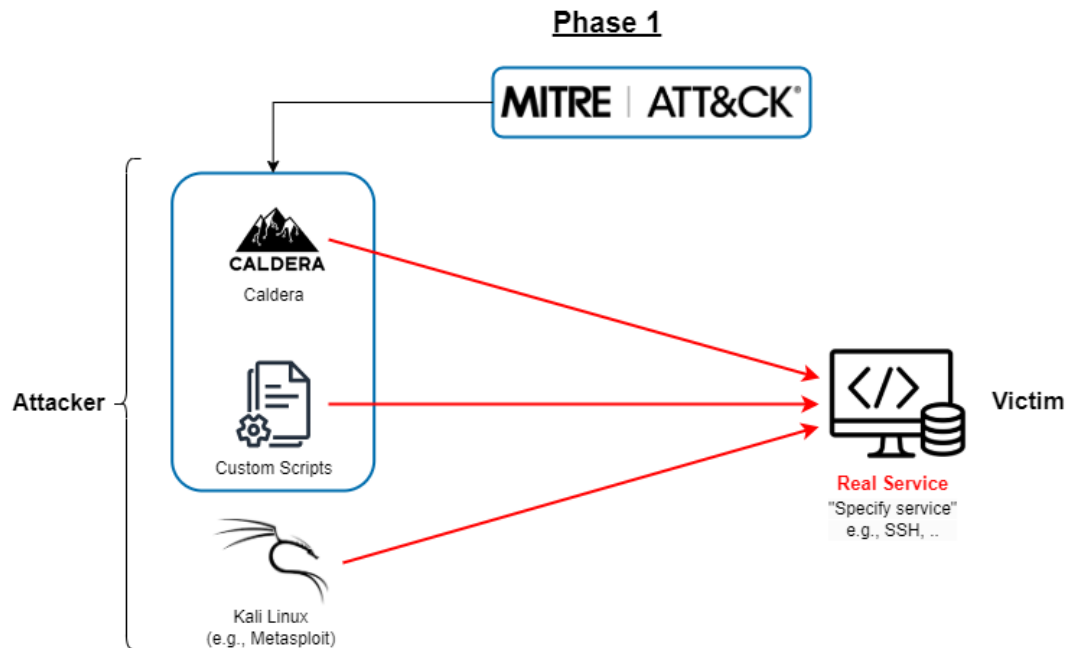 Phase 1
MITRE | ATT&CK®
CALDERA
Caldera
Attacker
Custom Scripts
Victim
Real Service
"Specify service"
e.g., SSH, ..
Kali Linux
(e.g., Metasploit)